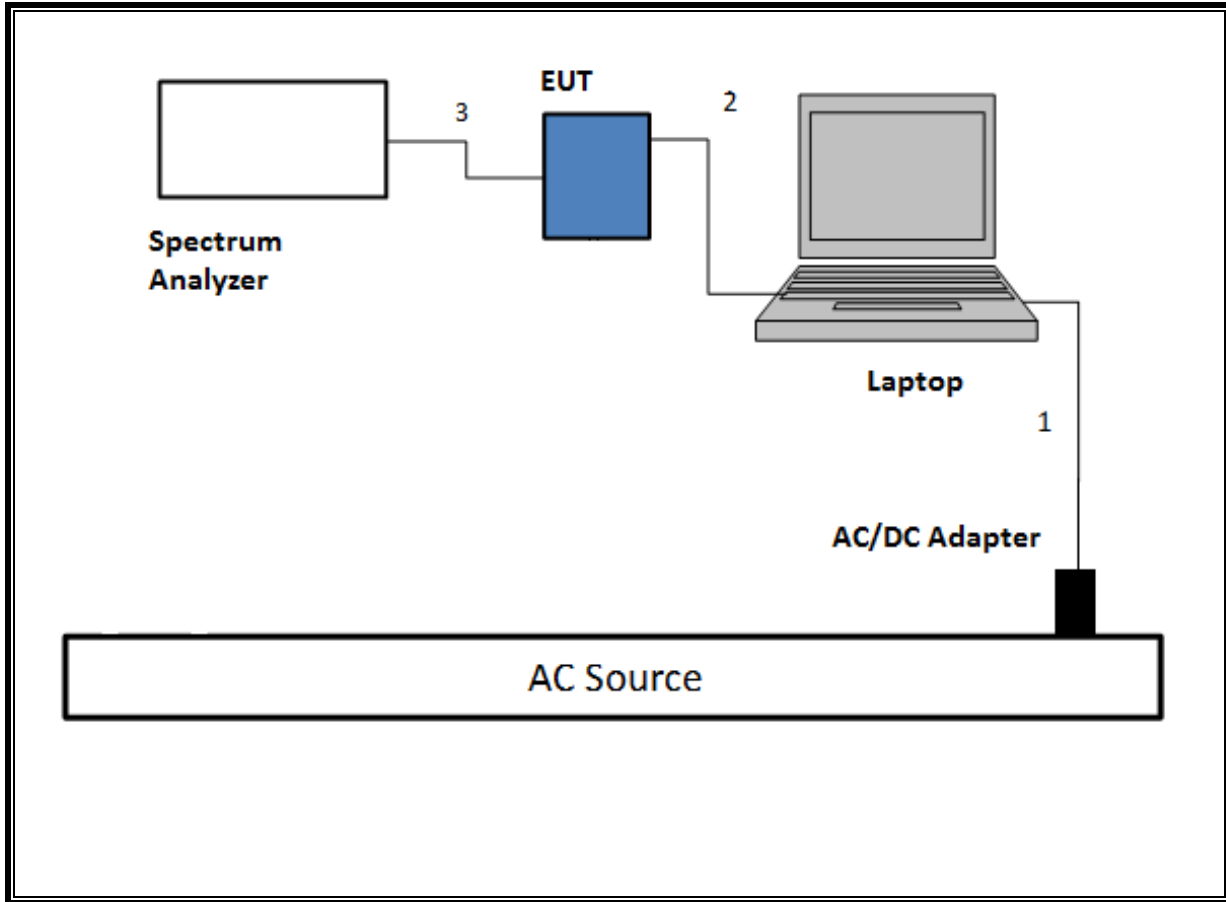 EUT
3
2
Spectrum
Analyzer
Laptop
1
AC/DC Adapter
AC Source